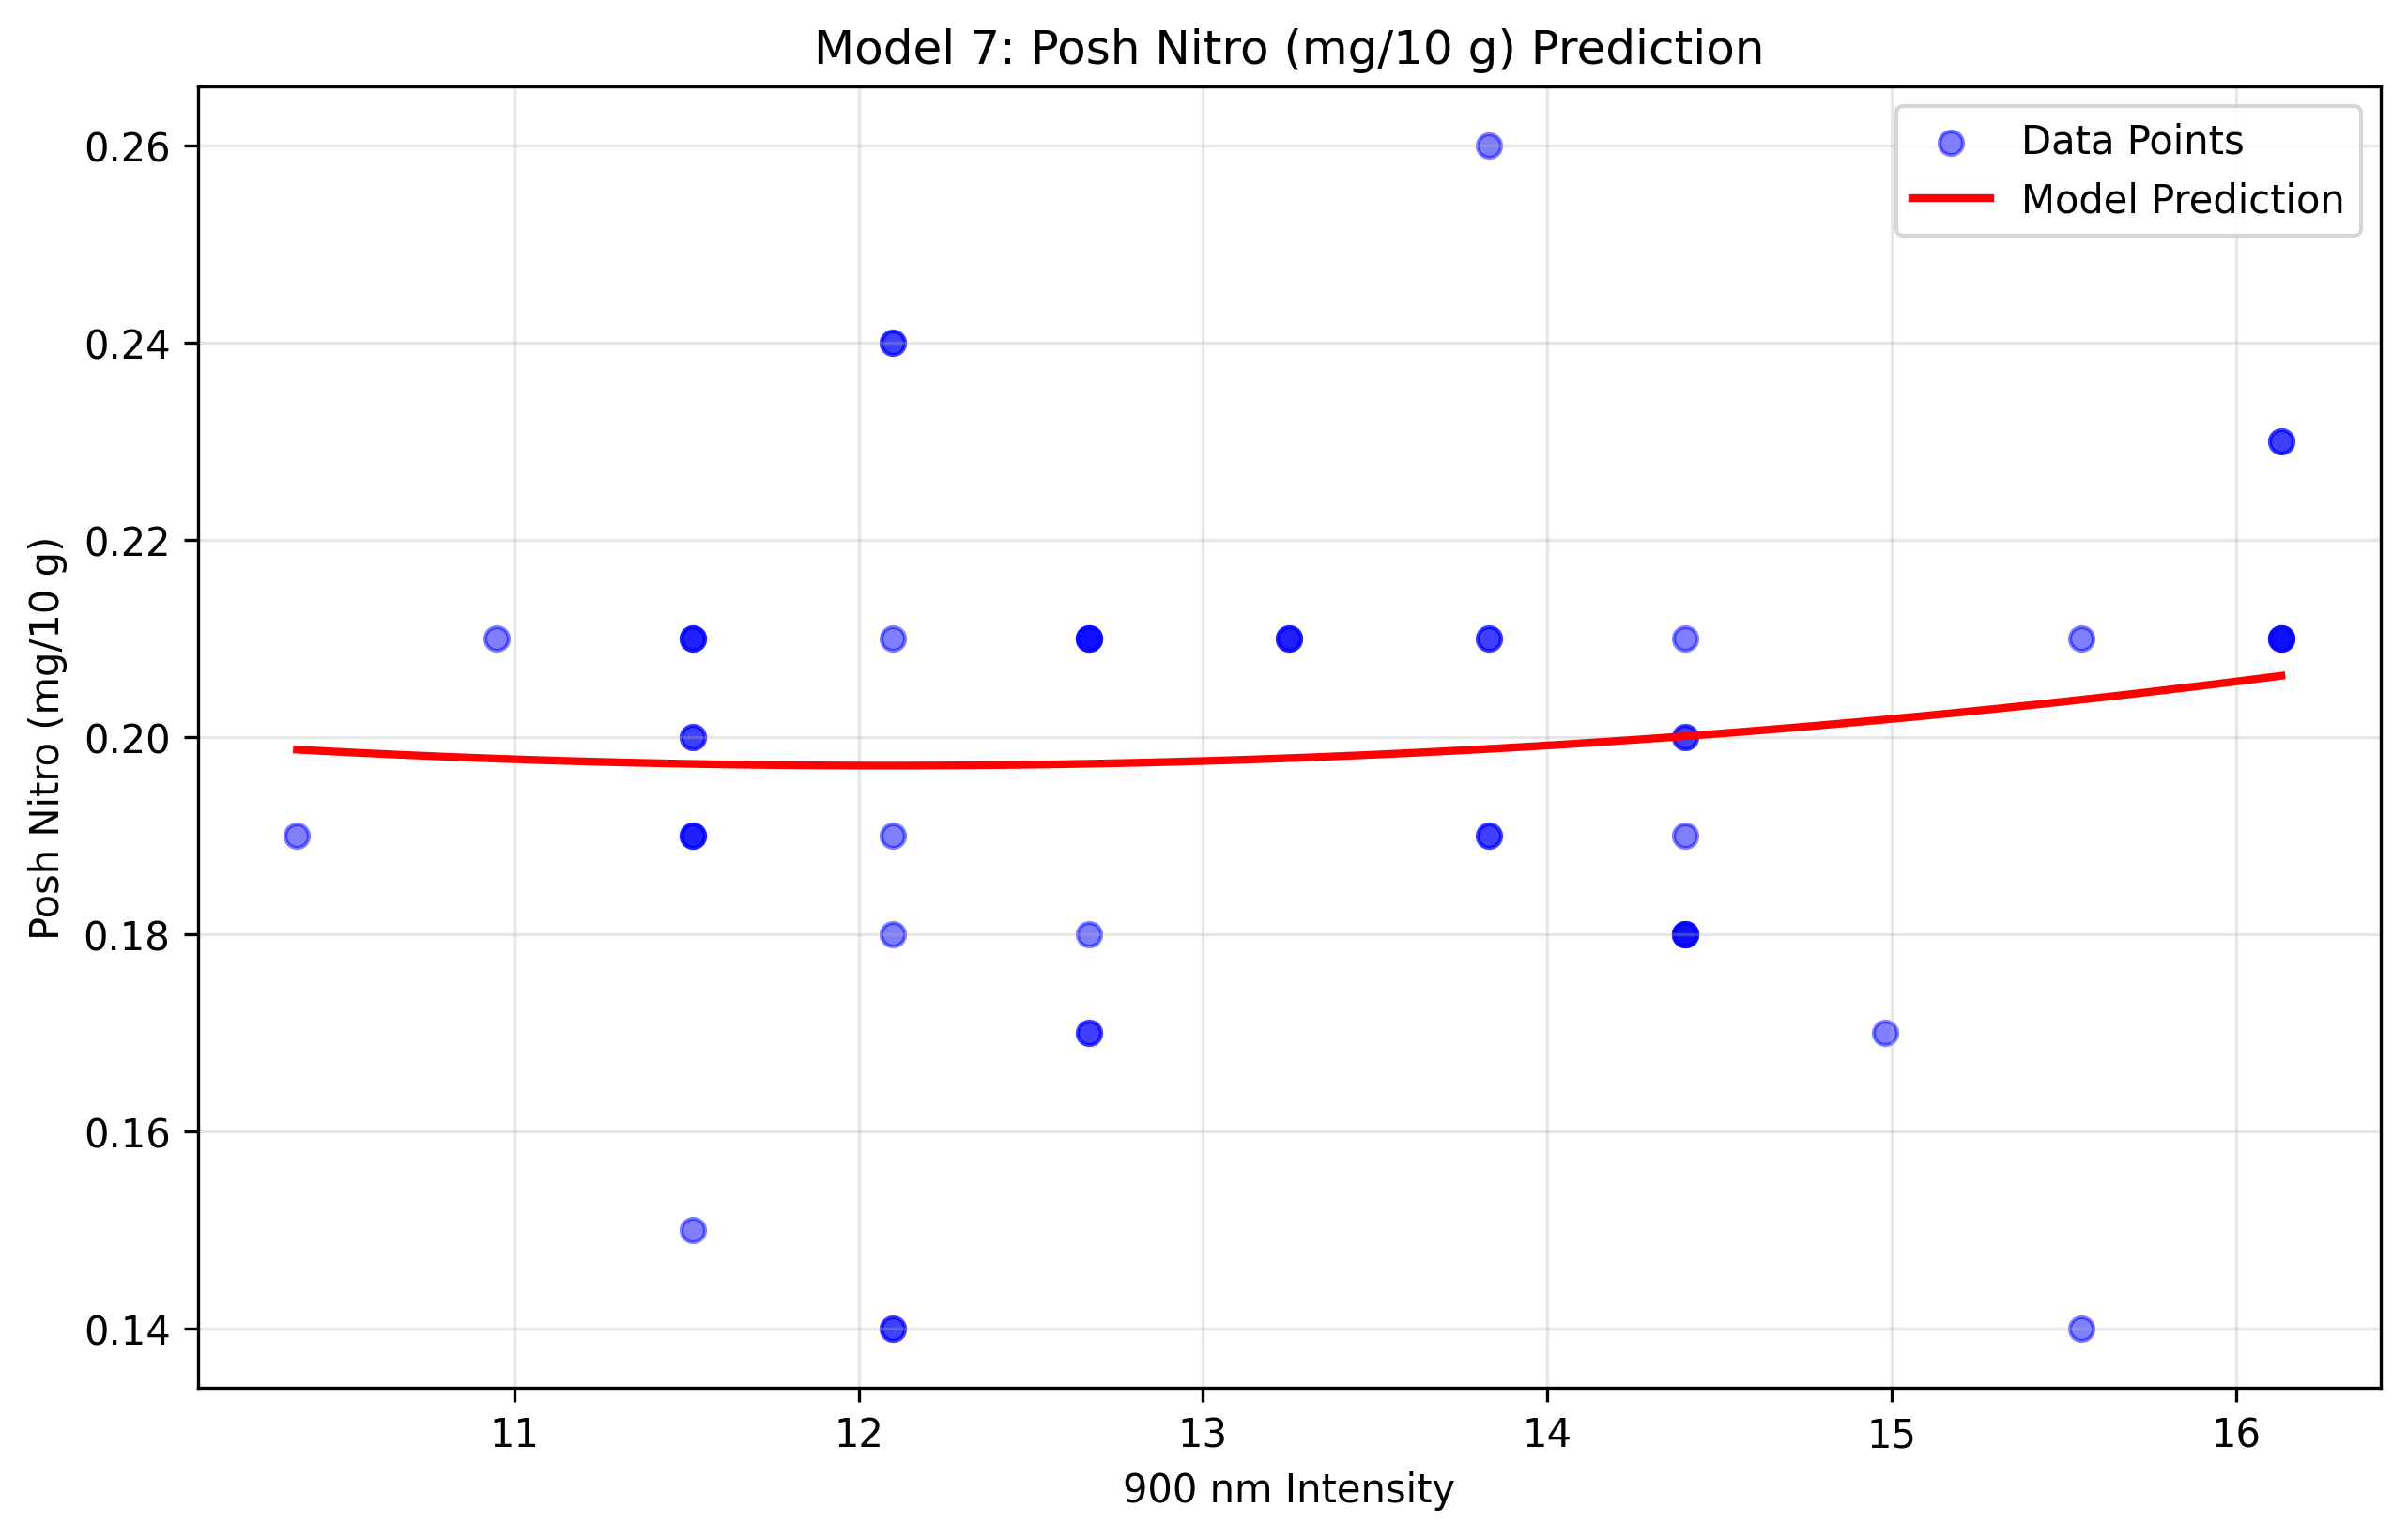 Model 7: Posh Nitro (mg/10 g) Prediction
Data Points
Model Prediction
Posh Nitro (mg/10 g)
0.26
0.24
0.22
0.20
0.18
0.16
0.14
11 12 13 14 15 16
900 nm Intensity